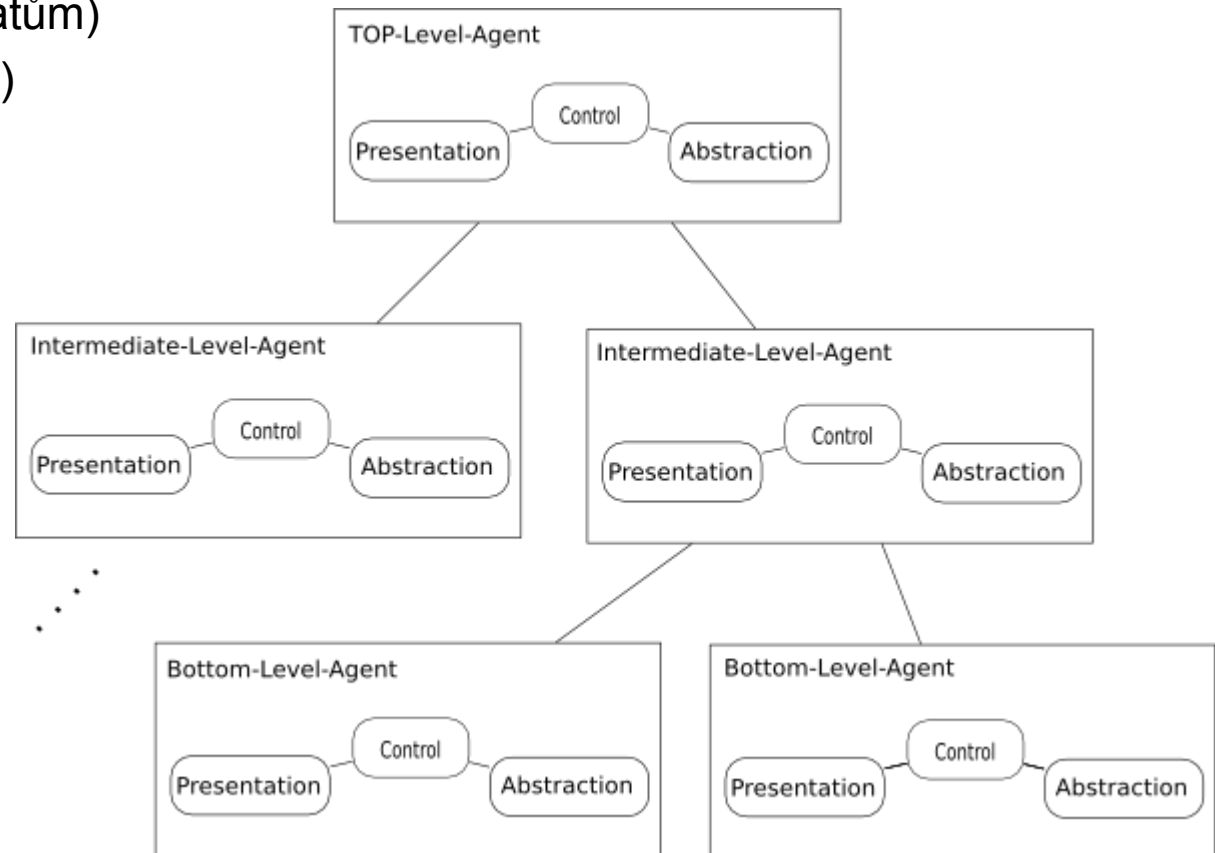 atům)
)
TOP-Level-Agent
Control
Presentation
Abstraction
Intermediate-Level-Agent
Control
Presentation
Abstraction
Intermediate-Level-Agent
Control
Presentation
Abstraction
Bottom-Level-Agent
Control
Presentation
Abstraction
Bottom-Level-Agent
Control
Presentation
Abstraction